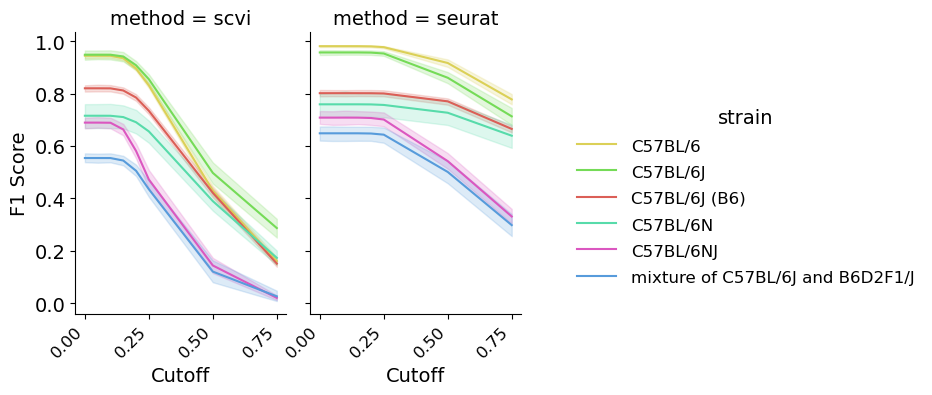 method = scvi
method = seurat
1.0
0.8
0.6
0.4
0.2
0.0
F1 Score
0.00
0.25
0.50
0.75
Cutoff
0.00
0.25
0.50
0.75
Cutoff
strain
C57BL/6
C57BL/6J
C57BL/6J (B6)
C57BL/6N
C57BL/6NJ
mixture of C57BL/6J and B6D2F1/J